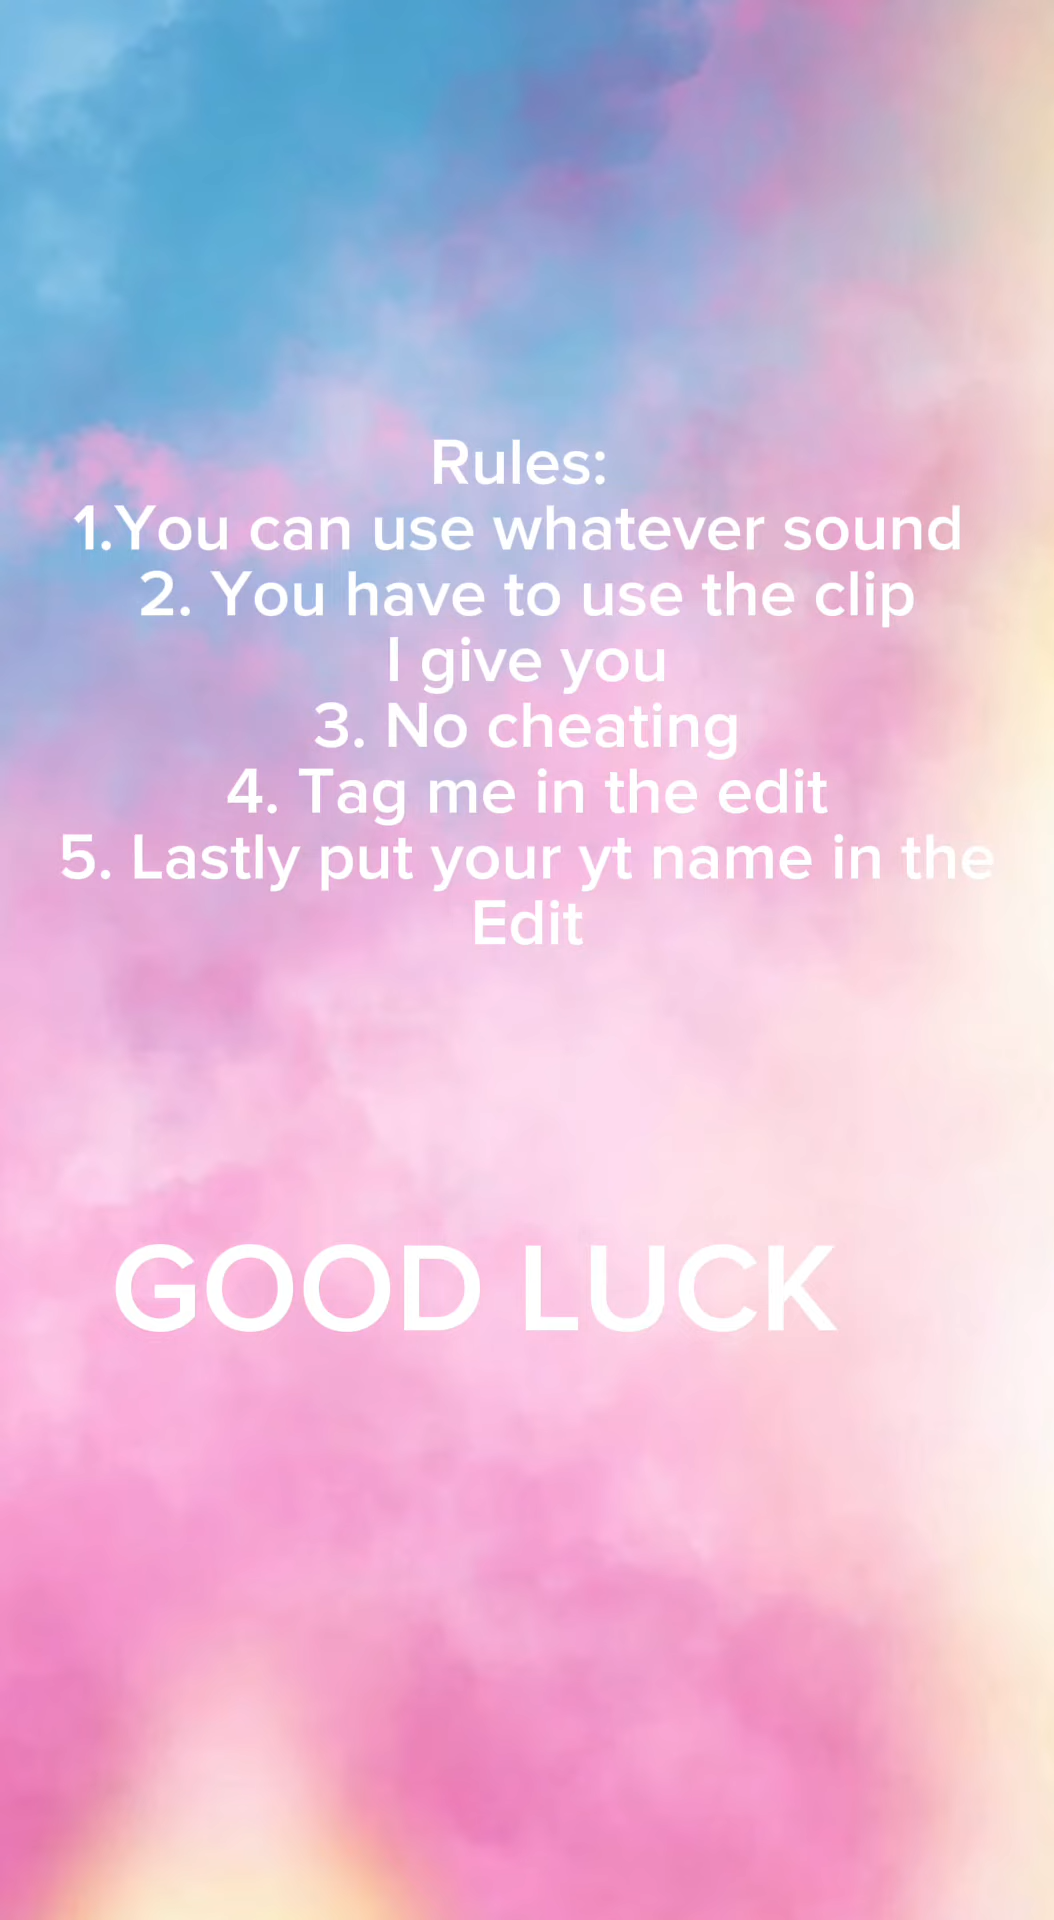 Rules:
1.You can use whatever sound
2. You have to use the clip
I give you
3. No cheating
4. Tag me in the edit
5. Lastly put your yt name in the
Edit
GOOD LUCK